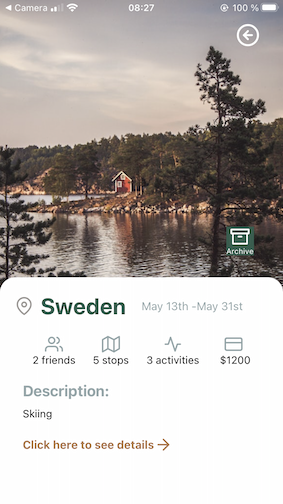 ◀ Camera 08:27 100 %
Archive
Sweden May 13th -May 31st
2 friends 5 stops 3 activities $1200
Description:
Skiing
Click here to see details →